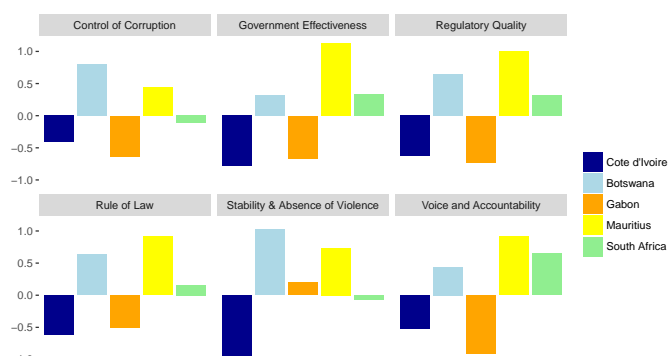 Control of Corruption
Government Effectiveness
Regulatory Quality
1.0
0.5
0.0
−0.5
−1.0
Rule of Law
Stability & Absence of Violence
Voice and Accountability
1.0
0.5
0.0
−0.5
Cote d'Ivoire
Botswana
Gabon
Mauritius
South Africa